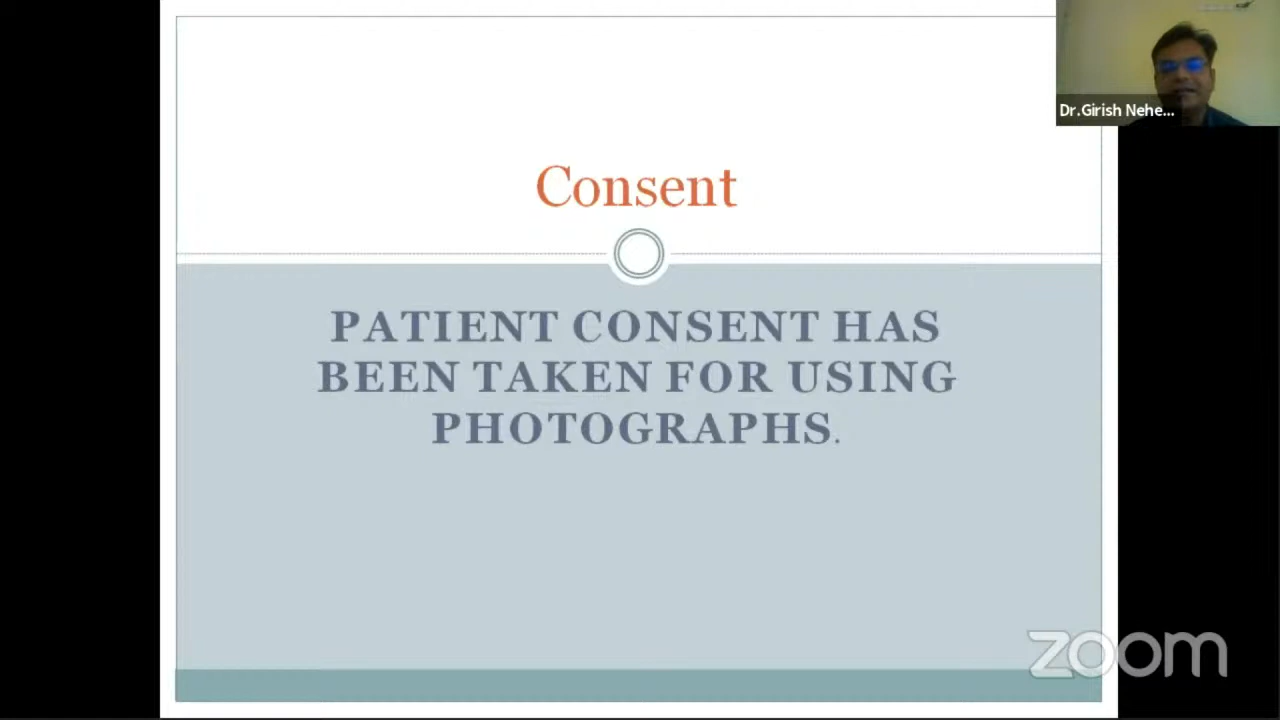 Dr.Girish Nehe...
Consent
PATIENT CONSENT HAS
BEEN TAKEN FOR USING
PHOTOGRAPHS.
zoom